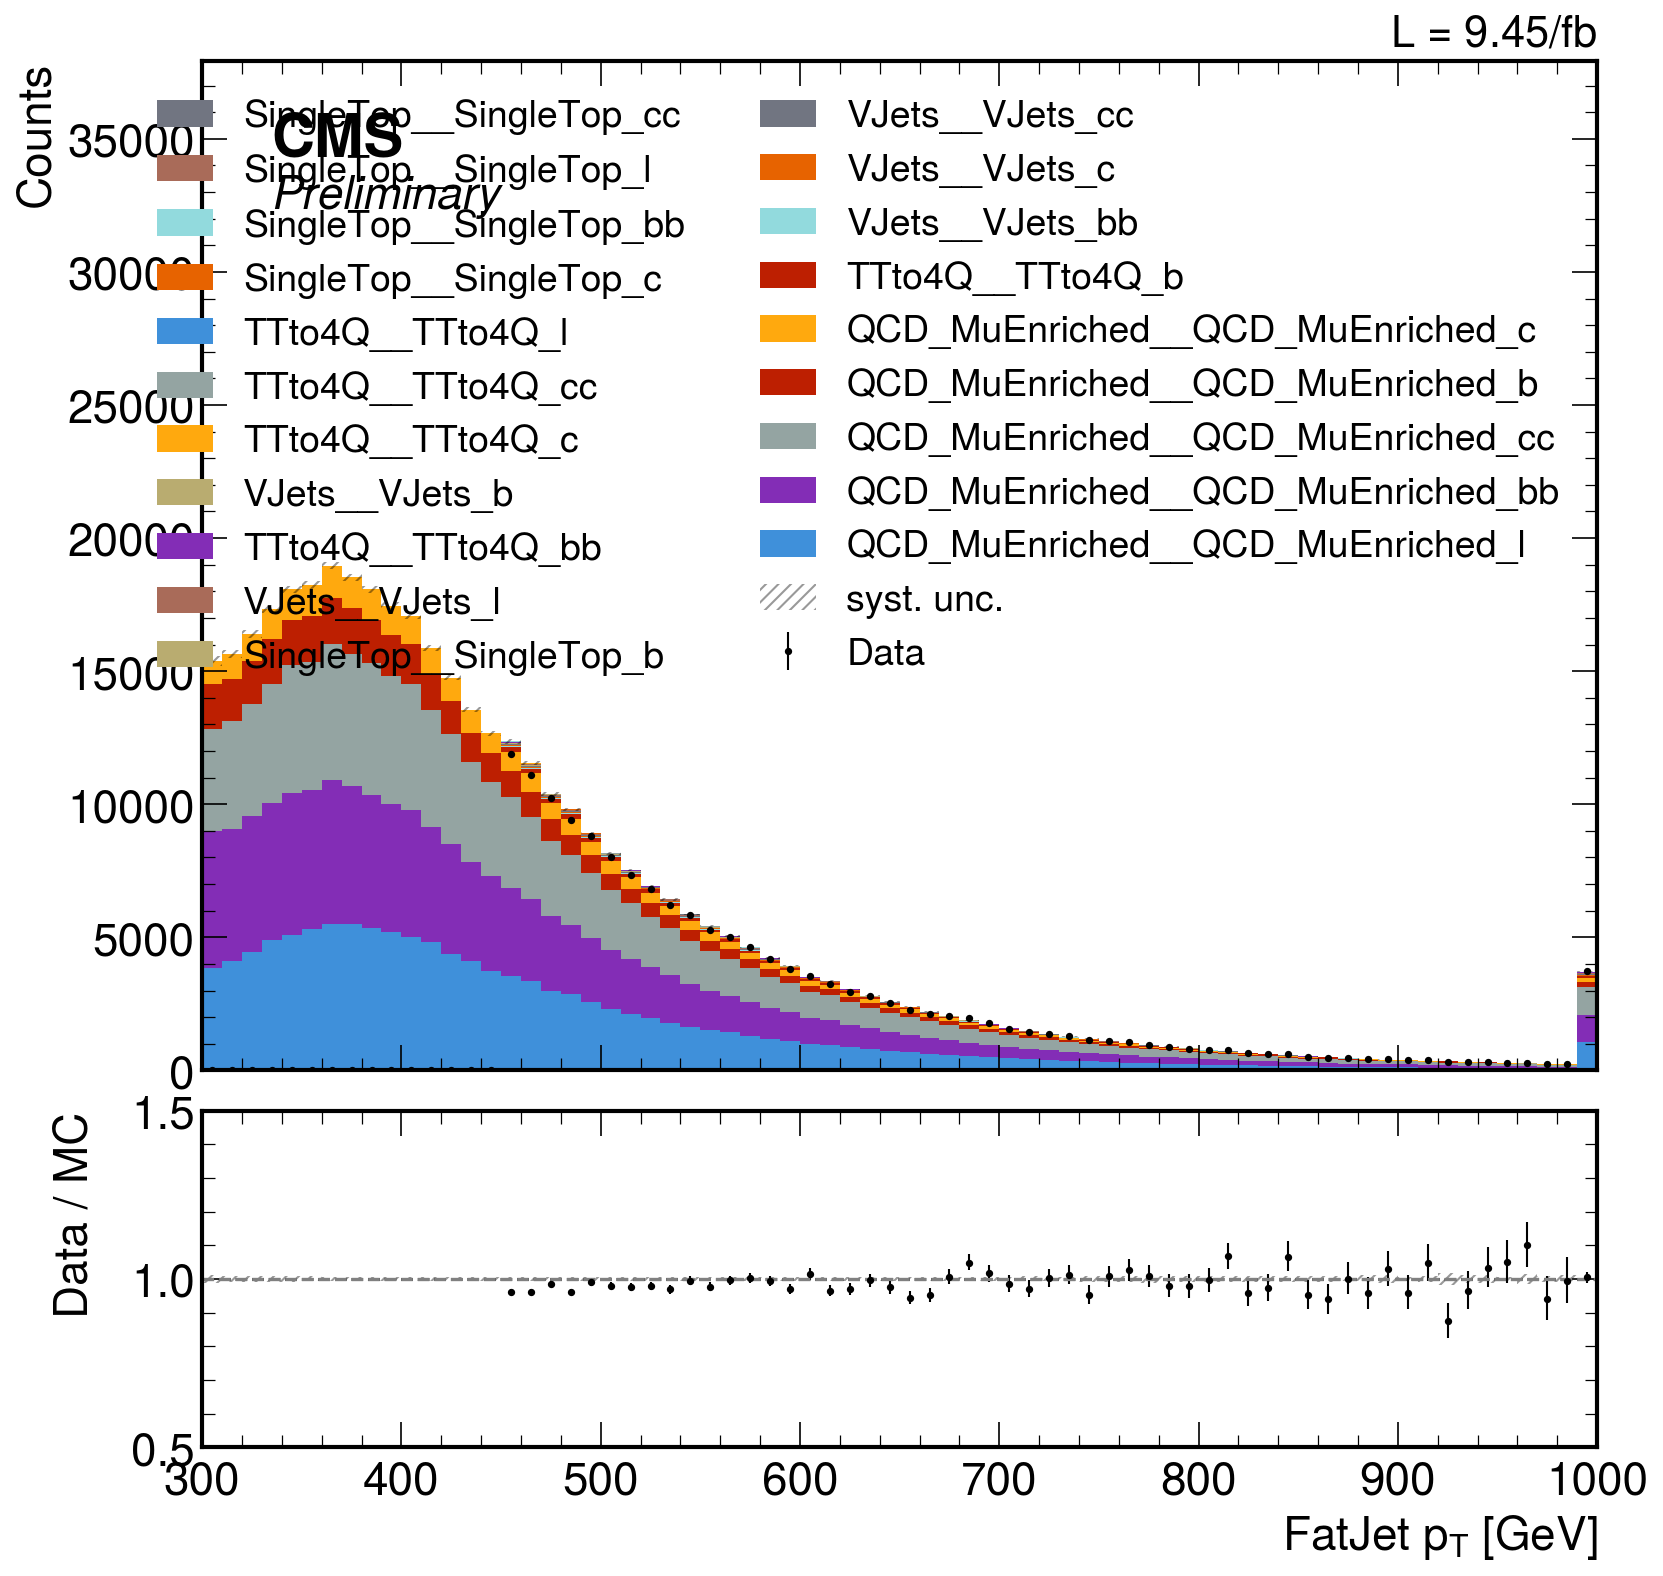 L = 9.45/fb
Counts
CMS
Preliminary
SingleTop__SingleTop_cc
SingleTop__SingleTop_l
SingleTop__SingleTop_bb
SingleTop__SingleTop_c
TTto4Q__TTto4Q_l
TTto4Q__TTto4Q_cc
TTto4Q__TTto4Q_c
VJets__VJets_b
TTto4Q__TTto4Q_bb
VJets__VJets_l
SingleTop__SingleTop_b
VJets__VJets_cc
VJets__VJets_c
VJets__VJets_bb
TTto4Q__TTto4Q_b
QCD_MuEnriched__QCD_MuEnriched_c
QCD_MuEnriched__QCD_MuEnriched_b
QCD_MuEnriched__QCD_MuEnriched_cc
QCD_MuEnriched__QCD_MuEnriched_bb
QCD_MuEnriched__QCD_MuEnriched_l
syst. unc.
Data
35000
30000
25000
20000
15000
10000
5000
0
Data / MC
1.5
1.0
0.5
300 400 500 600 700 800 900 1000
FatJet p_T [GeV]